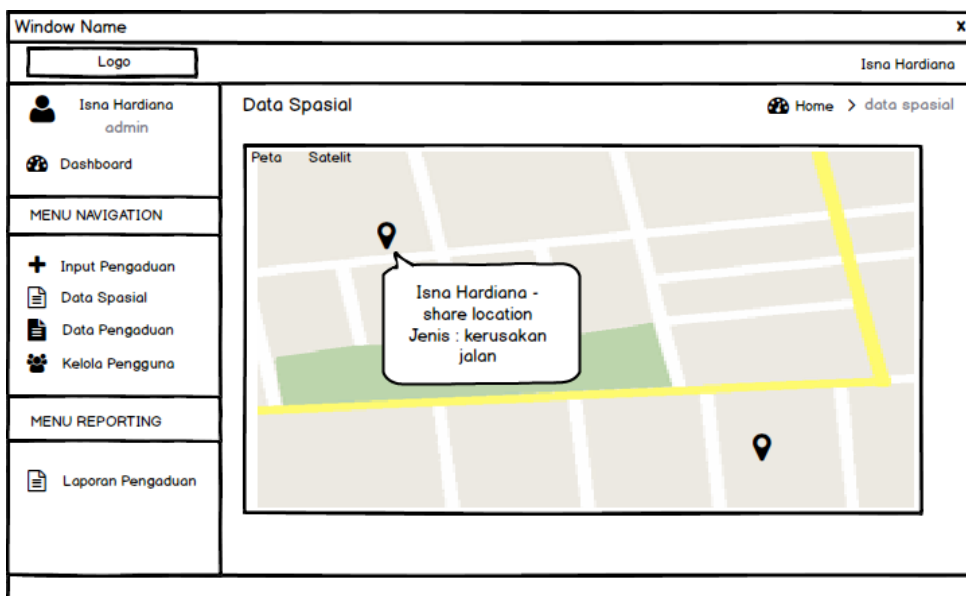 Window Name x
Logo
Isna Hardiana
Isna Hardiana
admin
Dashboard
MENU NAVIGATION
Input Pengaduan
Data Spasial
Data Pengaduan
Kelola Pengguna
MENU REPORTING
Laporan Pengaduan
Data Spasial
Home > data spasial
Peta Satelit
Isna Hardiana -
share location
Jenis : kerusakan
jalan